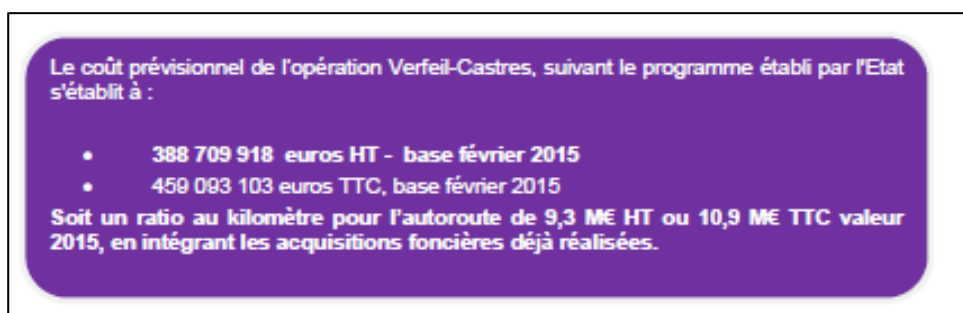 Le coût prévisionnel de l'opération Verfeil-Castres, suivant le programme établi par l'Etat
s'établit à :
• 388 709 918 euros HT - base février 2015
• 459 093 103 euros TTC, base février 2015
Soit un ratio au kilomètre pour l'autoroute de 9,3 M€ HT ou 10,9 M€ TTC valeur
2015, en intégrant les acquisitions foncières déjà réalisées.